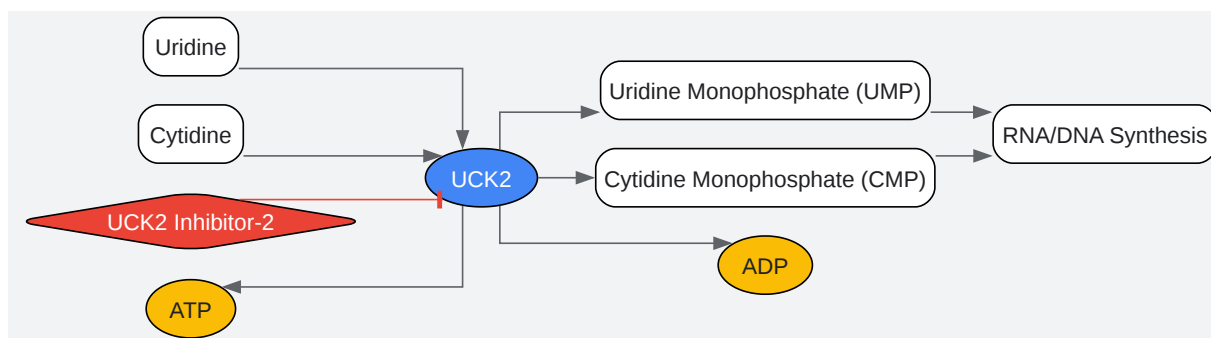 Uridine
Cytidine
UCK2 Inhibitor-2
ATP
UCK2
Uridine Monophosphate (UMP)
Cytidine Monophosphate (CMP)
ADP
RNA/DNA Synthesis